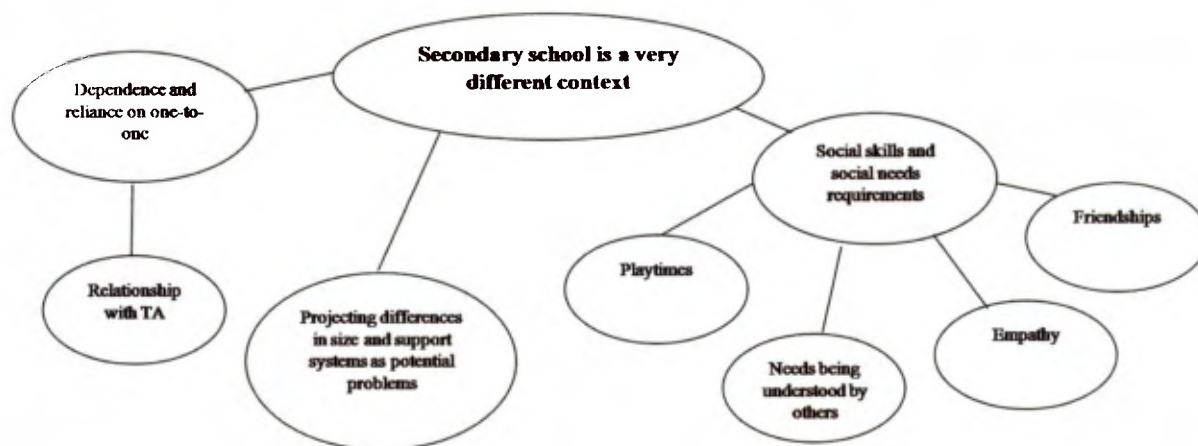 Secondary school is a very
different context
Dependence and
reliance on one-to-
one
Social skills and
social needs
requirements
Friendships
Playtimes
Relationship
with TA
Projecting differences
in size and support
systems as potential
problems
Empathy
Needs being
understood by
others